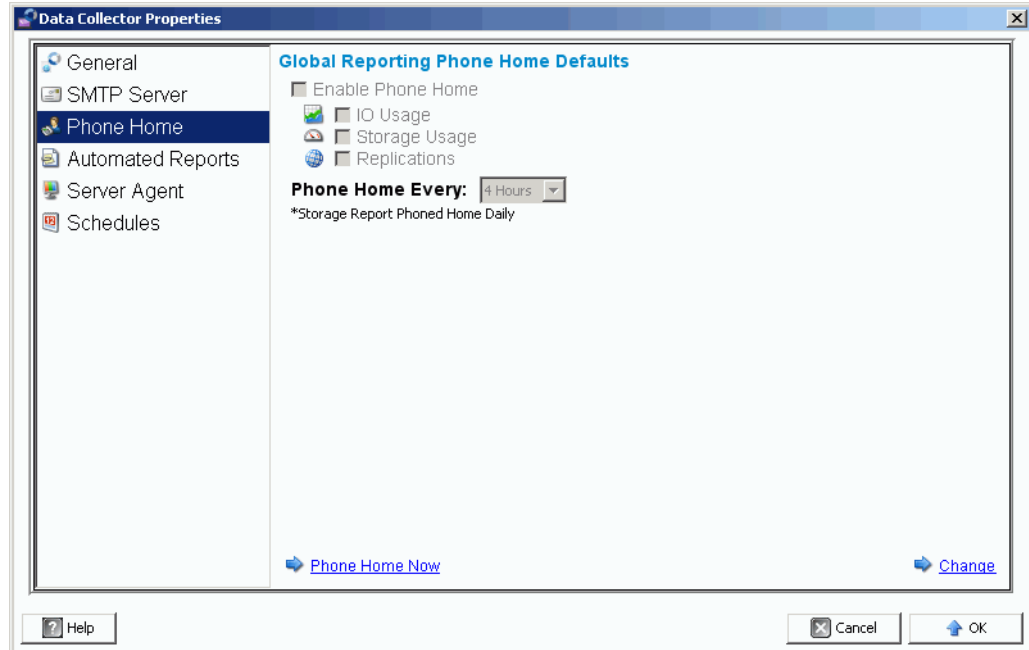 Data Collector Properties
General
SMTP Server
Phone Home
Automated Reports
Server Agent
Schedules
Global Reporting Phone Home Defaults
Enable Phone Home
IO Usage
Storage Usage
Replications
Phone Home Every: 4 Hours
*Storage Report Phoned Home Daily
Phone Home Now
Change
Help
Cancel
OK